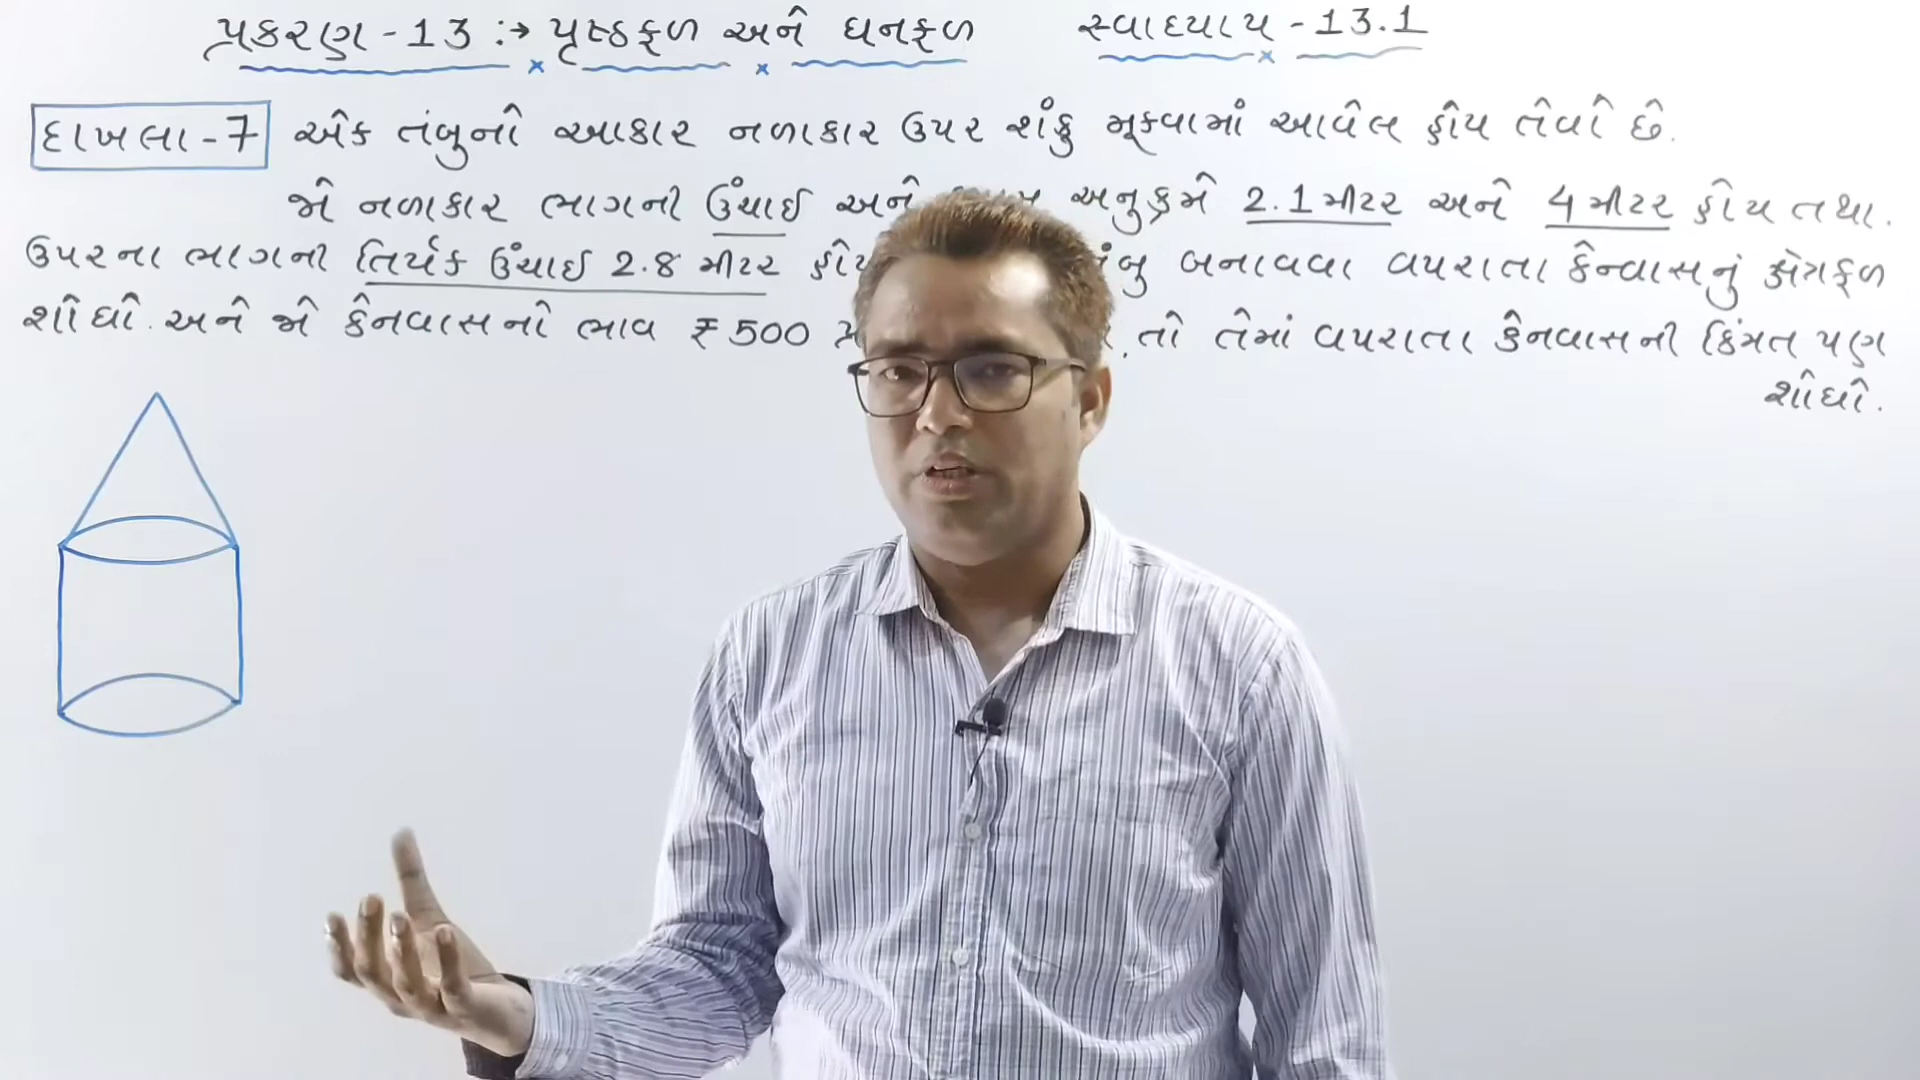 પ્રકરણ - 13 :→ પૃષ્ઠફળ અને ઘનફળ સ્વાધ્યાય - 13.1
દાખલા - 7 એક તંબુનો આકાર નળાકાર ઉપર શંકુ મૂકવામાં આવેલ હોય તેવો છે.
જો નળાકાર ભાગની ઉંચાઈ અને અનુક્રમે 2.1 મીટર અને 4 મીટર હોય તથા.
ઉપરના ભાગની તિર્યક ઉંચાઈ 2.8 મીટર હોય બનાવવા વપરાતા કેન્વાસનું ક્ષેત્રફળ
શોધો. અને જો કેનવાસનો ભાવ ₹ 500 તો તેમાં વપરાતા કેનવાસની કિંમત પણ
શોધો.